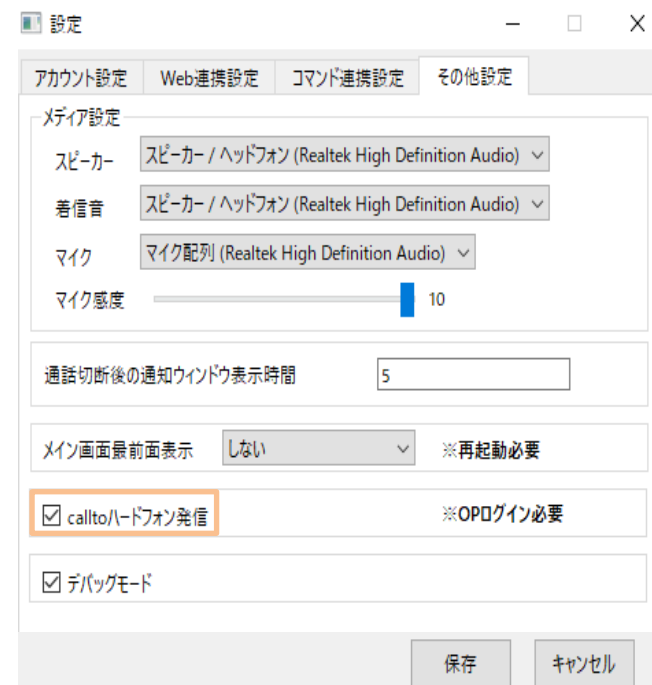 設定
アカウント設定 Web連携設定 コマンド連携設定 その他設定
メディア設定
スピーカー スピーカー / ヘッドフォン (Realtek High Definition Audio)
着信音 スピーカー / ヘッドフォン (Realtek High Definition Audio)
マイク マイク配列 (Realtek High Definition Audio)
マイク感度 10
通話切断後の通知ウィンドウ表示時間 5
メイン画面最前面表示 しない ※再起動必要
calltoハードフォン発信 ※OPログイン必要
デバッグモード
保存 キャンセル